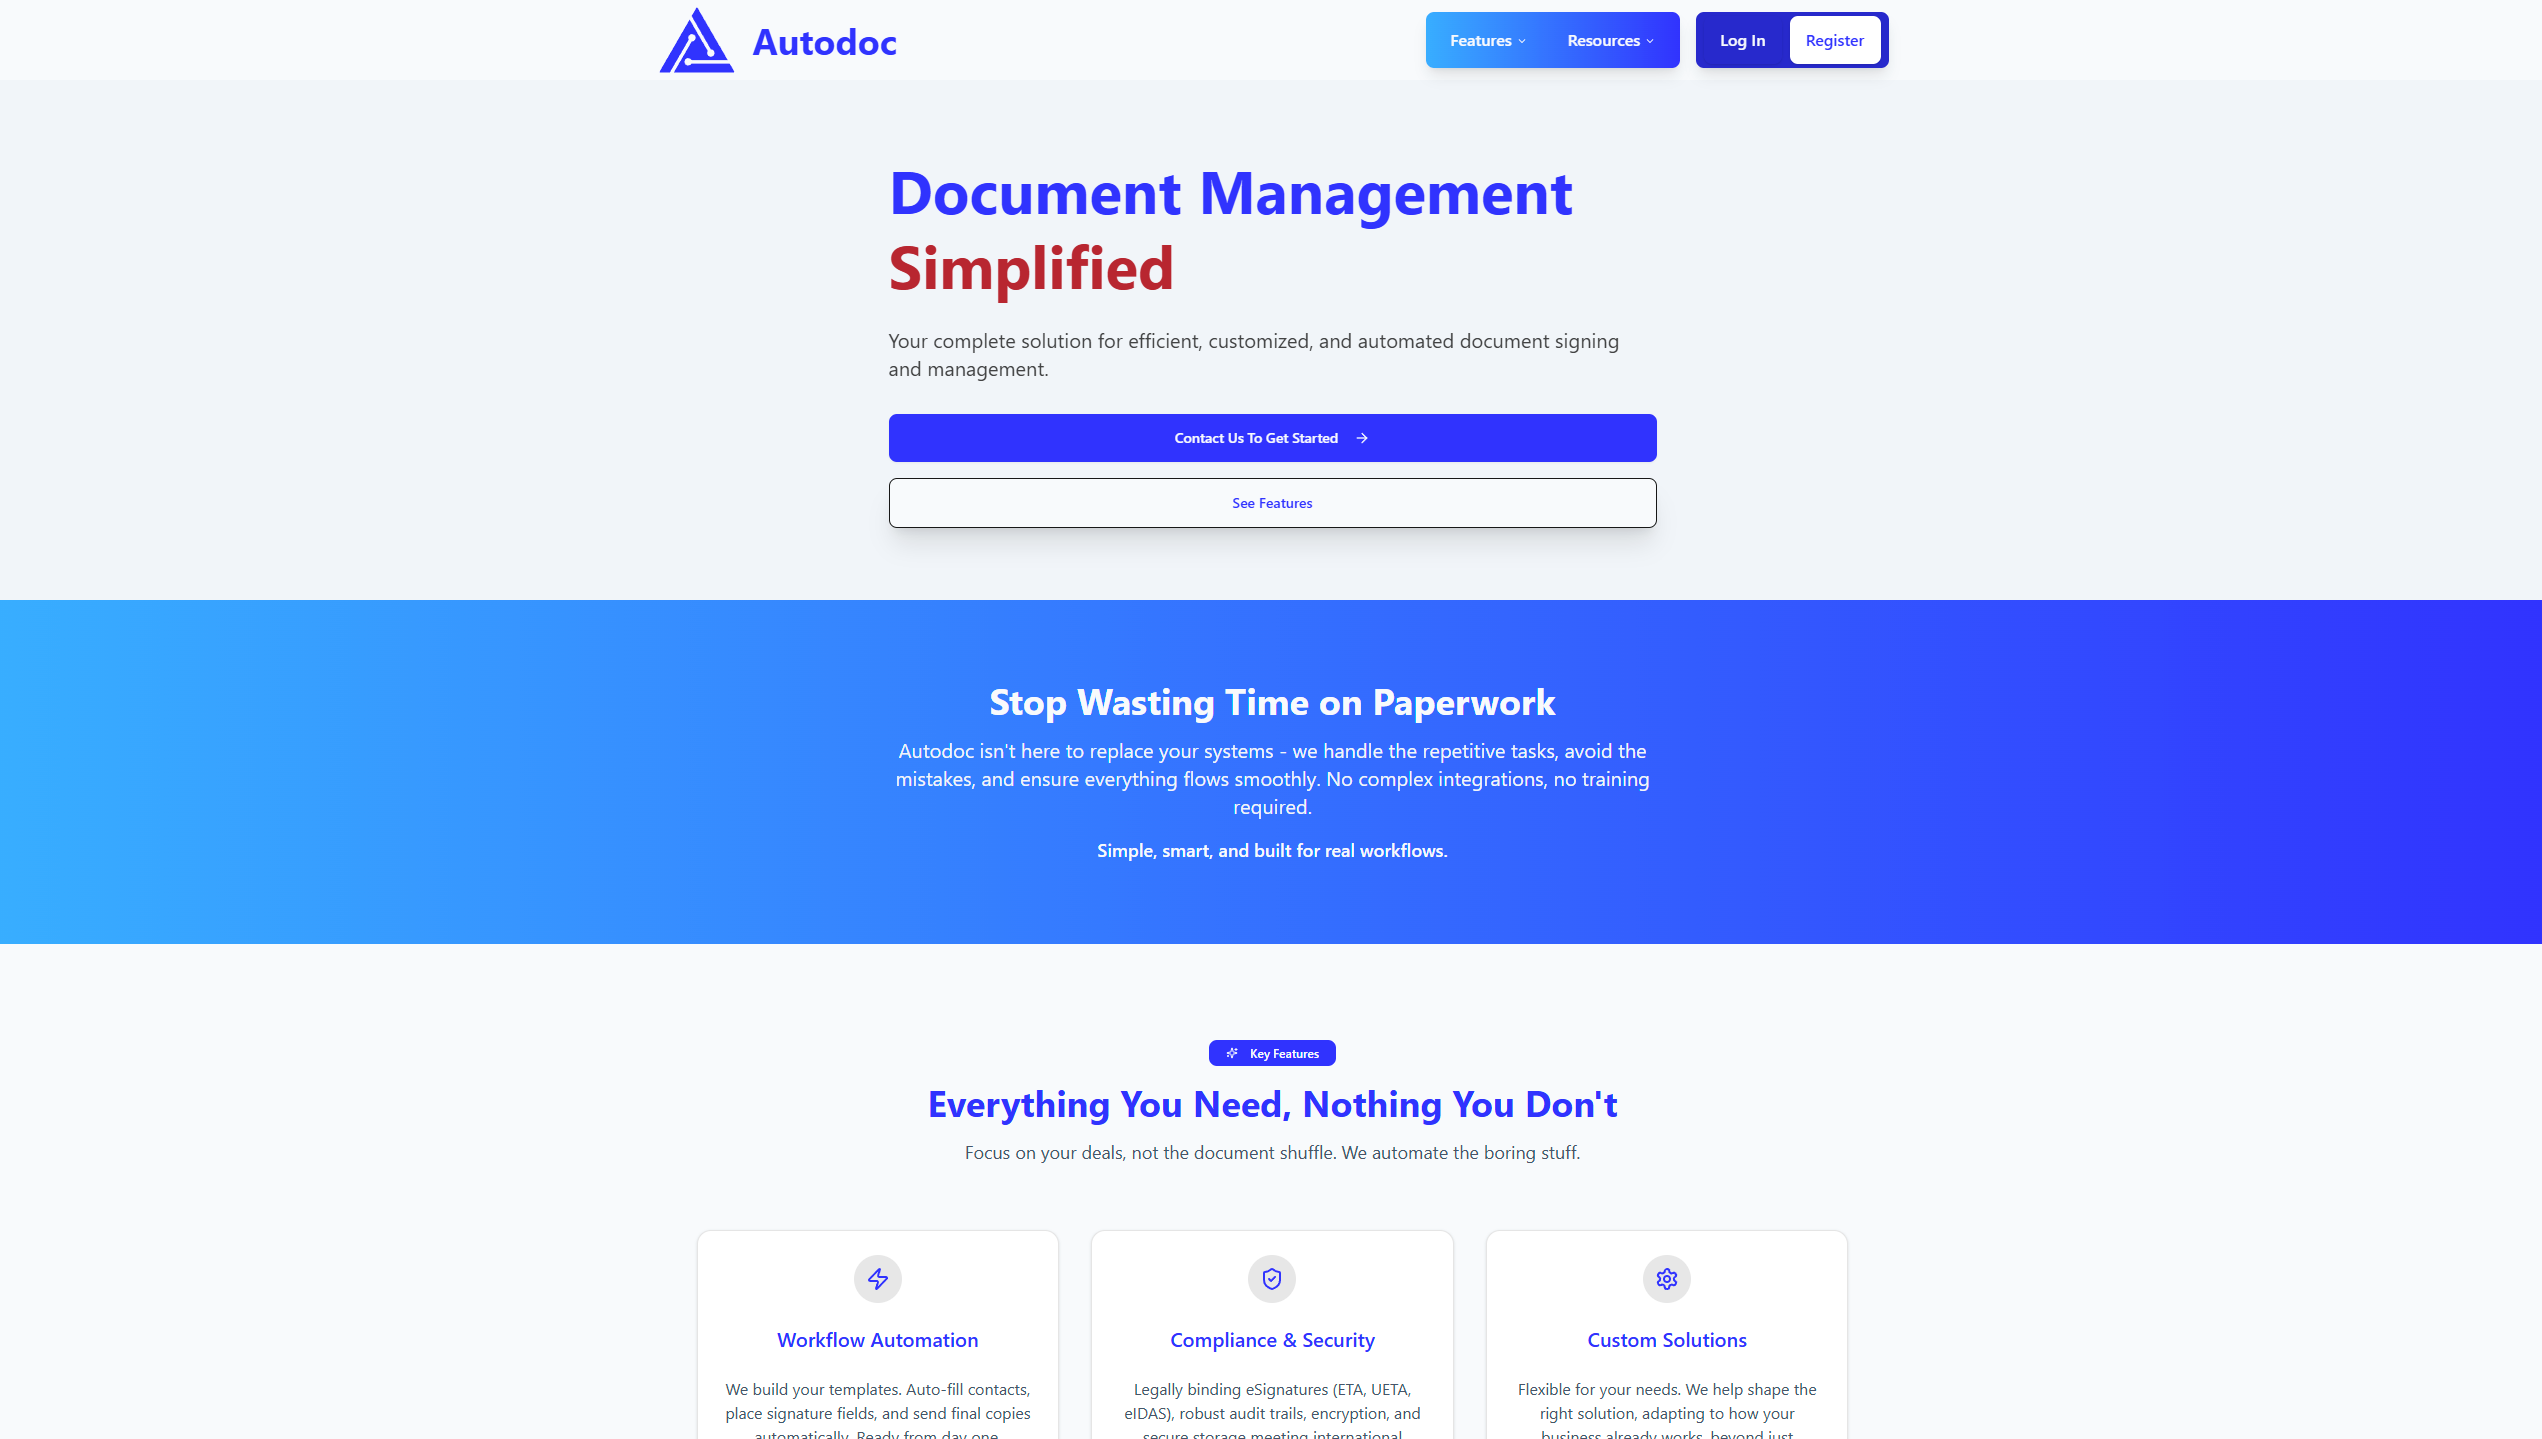 Autodoc
Features
Resources
Log In
Register
Document Management
Simplified
Your complete solution for efficient, customized, and automated document signing
and management.
Contact Us To Get Started
See Features
Stop Wasting Time on Paperwork
Autodoc isn't here to replace your systems - we handle the repetitive tasks, avoid the
mistakes, and ensure everything flows smoothly. No complex integrations, no training
required.
Simple, smart, and built for real workflows.
Key Features
Everything You Need, Nothing You Don't
Focus on your deals, not the document shuffle. We automate the boring stuff.
Workflow Automation
We build your templates. Auto-fill contacts,
place signature fields, and send final copies
automatically. Ready from day one.
Compliance & Security
Legally binding eSignatures (ETA, UETA,
eIDAS), robust audit trails, encryption, and
secure storage meeting international
Custom Solutions
Flexible for your needs. We help shape the
right solution, adapting to how your
business already works, beyond just